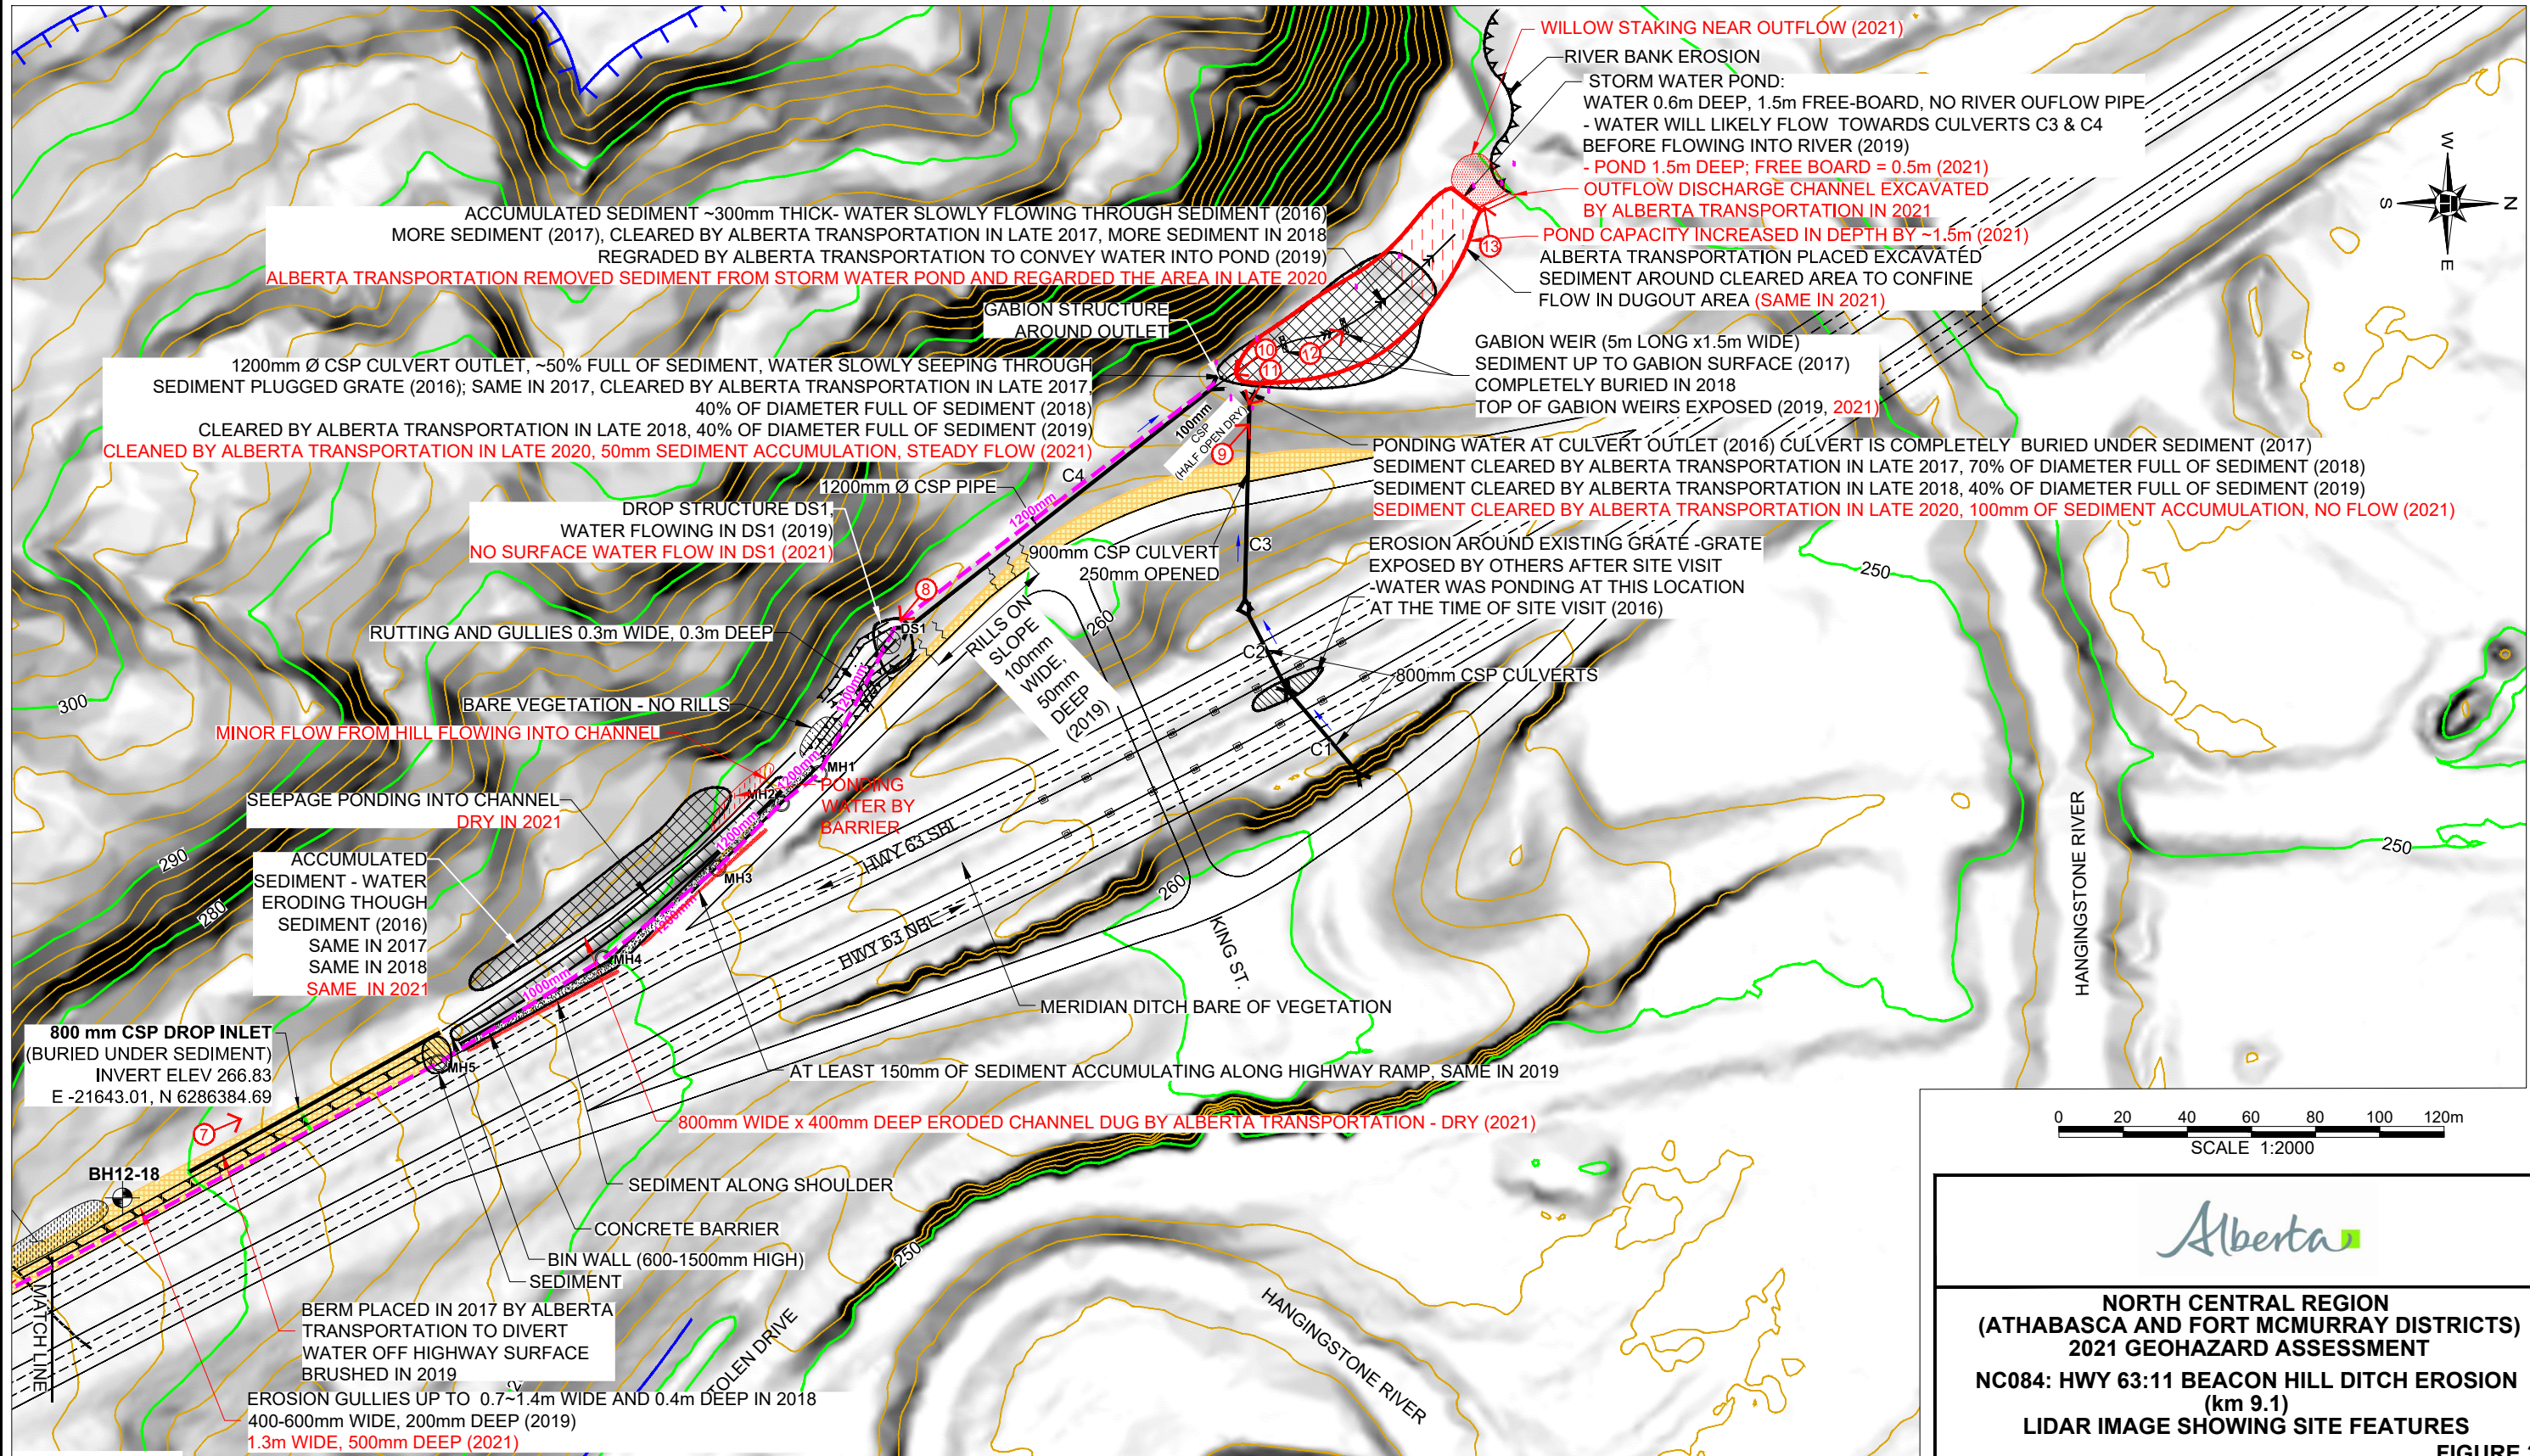 WILLOW STAKING NEAR OUTFLOW (2021)
RIVER BANK EROSION
STORM WATER POND:
WATER 0.6m DEEP, 1.5m FREE-BOARD, NO RIVER OUFLOW PIPE
- WATER WILL LIKELY FLOW TOWARDS CULVERTS C3 & C4
BEFORE FLOWING INTO RIVER (2019)
- POND 1.5m DEEP; FREE BOARD = 0.5m (2021)
OUTFLOW DISCHARGE CHANNEL EXCAVATED
BY ALBERTA TRANSPORTATION IN 2021
POND CAPACITY INCREASED IN DEPTH BY ~1.5m (2021)
ALBERTA TRANSPORTATION PLACED EXCAVATED
SEDIMENT AROUND CLEARED AREA TO CONFINE
FLOW IN DUGOUT AREA (SAME IN 2021)
W
S
N
E
ACCUMULATED SEDIMENT ~300mm THICK- WATER SLOWLY FLOWING THROUGH SEDIMENT (2016)
MORE SEDIMENT (2017), CLEARED BY ALBERTA TRANSPORTATION IN LATE 2017, MORE SEDIMENT IN 2018
REGRADED BY ALBERTA TRANSPORTATION TO CONVEY WATER INTO POND (2019)
ALBERTA TRANSPORTATION REMOVED SEDIMENT FROM STORM WATER POND AND REGARDED THE AREA IN LATE 2020
13
GABION STRUCTURE
AROUND OUTLET
10
12
11
GABION WEIR (5m LONG x1.5m WIDE)
SEDIMENT UP TO GABION SURFACE (2017)
COMPLETELY BURIED IN 2018
TOP OF GABION WEIRS EXPOSED (2019, 2021)
1200mm Ø CSP CULVERT OUTLET, ~50% FULL OF SEDIMENT, WATER SLOWLY SEEPING THROUGH
SEDIMENT PLUGGED GRATE (2016); SAME IN 2017, CLEARED BY ALBERTA TRANSPORTATION IN LATE 2017,
40% OF DIAMETER FULL OF SEDIMENT (2018)
CLEARED BY ALBERTA TRANSPORTATION IN LATE 2018, 40% OF DIAMETER FULL OF SEDIMENT (2019)
CLEANED BY ALBERTA TRANSPORTATION IN LATE 2020, 50mm SEDIMENT ACCUMULATION, STEADY FLOW (2021)
100mm
CSP
(HALF OPEN DRY)
9
PONDING WATER AT CULVERT OUTLET (2016) CULVERT IS COMPLETELY BURIED UNDER SEDIMENT (2017)
SEDIMENT CLEARED BY ALBERTA TRANSPORTATION IN LATE 2017, 70% OF DIAMETER FULL OF SEDIMENT (2018)
SEDIMENT CLEARED BY ALBERTA TRANSPORTATION IN LATE 2018, 40% OF DIAMETER FULL OF SEDIMENT (2019)
SEDIMENT CLEARED BY ALBERTA TRANSPORTATION IN LATE 2020, 100mm OF SEDIMENT ACCUMULATION, NO FLOW (2021)
C4
1200mm Ø CSP PIPE
1200mm
DROP STRUCTURE DS1,
WATER FLOWING IN DS1 (2019)
NO SURFACE WATER FLOW IN DS1 (2021)
900mm CSP CULVERT
250mm OPENED
C3
EROSION AROUND EXISTING GRATE -GRATE
EXPOSED BY OTHERS AFTER SITE VISIT
-WATER WAS PONDING AT THIS LOCATION
AT THE TIME OF SITE VISIT (2016)
250
8
DS1
RUTTING AND GULLIES 0.3m WIDE, 0.3m DEEP
RILLS ON
SLOPE
100mm
WIDE,
50mm
DEEP
(2019)
260
C2
800mm CSP CULVERTS
C1
300
BARE VEGETATION - NO RILLS
1200mm
MINOR FLOW FROM HILL FLOWING INTO CHANNEL
MH1
1200mm
MH2
PONDING
WATER BY
BARRIER
SEEPAGE PONDING INTO CHANNEL
DRY IN 2021
1200mm
MH3
HWY 63 SBL
HWY 63 NBL
260
KING ST.
HANGINGSTONE RIVER
250
290
280
ACCUMULATED
SEDIMENT - WATER
ERODING THOUGH
SEDIMENT (2016)
SAME IN 2017
SAME IN 2018
SAME IN 2021
1200mm
MH4
1000mm
MERIDIAN DITCH BARE OF VEGETATION
800 mm CSP DROP INLET
(BURIED UNDER SEDIMENT)
INVERT ELEV 266.83
E -21643.01, N 6286384.69
MH5
AT LEAST 150mm OF SEDIMENT ACCUMULATING ALONG HIGHWAY RAMP, SAME IN 2019
800mm WIDE x 400mm DEEP ERODED CHANNEL DUG BY ALBERTA TRANSPORTATION - DRY (2021)
7
BH12-18
SEDIMENT ALONG SHOULDER
CONCRETE BARRIER
BIN WALL (600-1500mm HIGH)
SEDIMENT
MATCH LINE
BERM PLACED IN 2017 BY ALBERTA
TRANSPORTATION TO DIVERT
WATER OFF HIGHWAY SURFACE
BRUSHED IN 2019
EROSION GULLIES UP TO 0.7~1.4m WIDE AND 0.4m DEEP IN 2018
400-600mm WIDE, 200mm DEEP (2019)
1.3m WIDE, 500mm DEEP (2021)
TOLEN DRIVE
250
HANGINGSTONE RIVER
0 20 40 60 80 100 120m
SCALE 1:2000
Alberta
NORTH CENTRAL REGION
(ATHABASCA AND FORT MCMURRAY DISTRICTS)
2021 GEOHAZARD ASSESSMENT
NC084: HWY 63:11 BEACON HILL DITCH EROSION
(km 9.1)
LIDAR IMAGE SHOWING SITE FEATURES
FIGURE